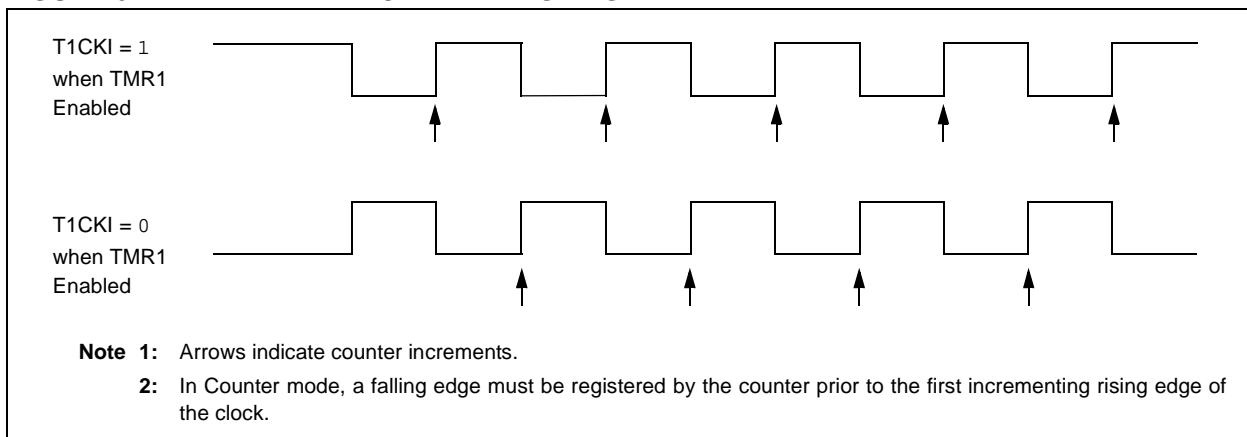 T1CKI = 1
when TMR1
Enabled
T1CKI = 0
when TMR1
Enabled
Note 1: Arrows indicate counter increments.
2: In Counter mode, a falling edge must be registered by the counter prior to the first incrementing rising edge of
the clock.